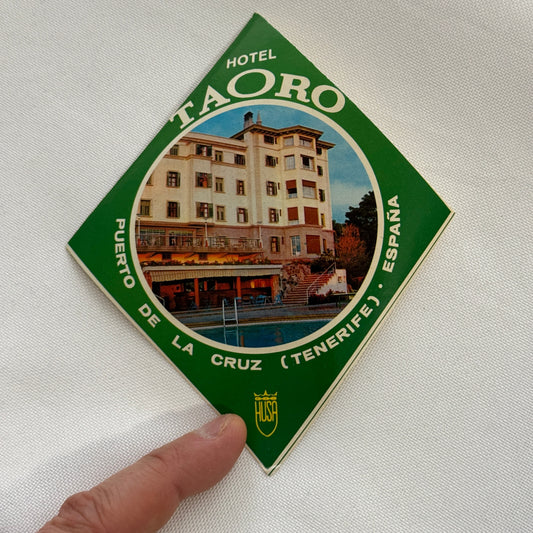 HOTEL
TAORO
PUERTO DE LA CRUZ (TENERIFE). ESPAÑA
HUSA